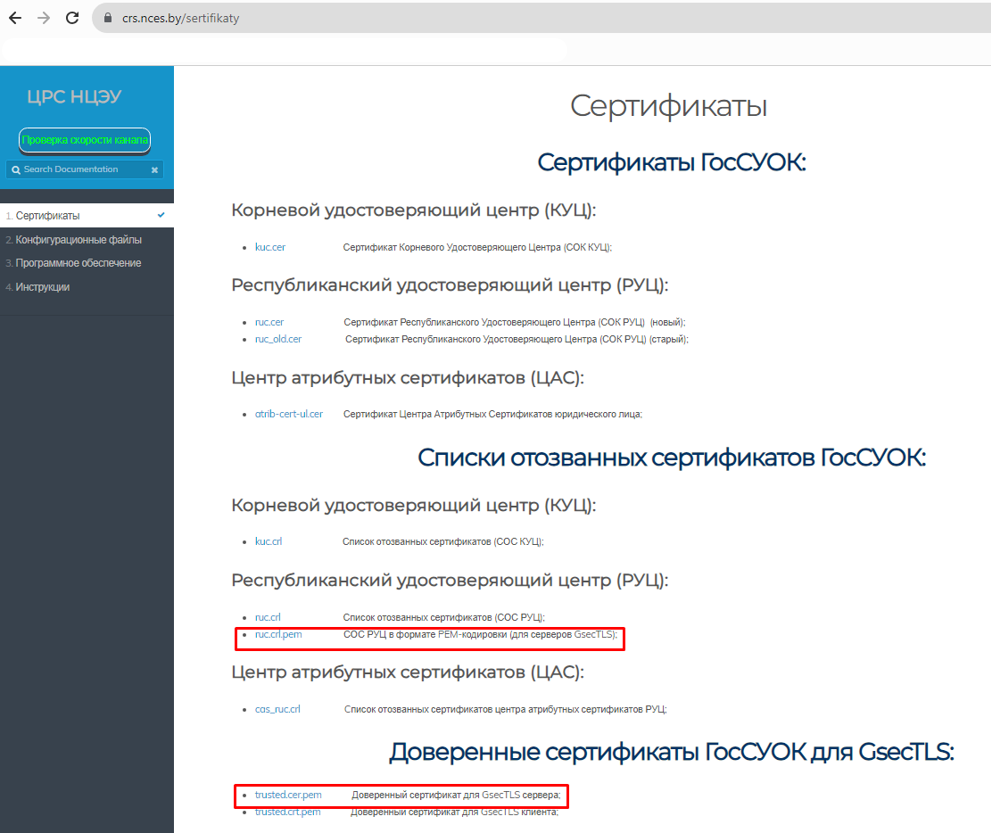 crs.nces.by/sertifikaty
ЦРС НЦЭУ
Проверка скорости канала
Search Documentation
1. Сертификаты
2. Конфигурационные файлы
3. Программное обеспечение
4. Инструкции
Сертификаты
Сертификаты ГосСУОК:
Корневой удостоверяющий центр (КУЦ):
kuc.cer Сертификат Корневого Удостоверяющего Центра (СОК КУЦ);
Республиканский удостоверяющий центр (РУЦ):
ruc.cer Сертификат Республиканского Удостоверяющего Центра (СОК РУЦ) (новый);
ruc_old.cer Сертификат Республиканского Удостоверяющего Центра (СОК РУЦ) (старый);
Центр атрибутных сертификатов (ЦАС):
atrib-cert-ul.cer Сертификат Центра Атрибутных Сертификатов юридического лица;
Списки отозванных сертификатов ГосСУОК:
Корневой удостоверяющий центр (КУЦ):
kuc.crl Список отозванных сертификатов (СОС КУЦ);
Республиканский удостоверяющий центр (РУЦ):
ruc.crl Список отозванных сертификатов (СОС РУЦ);
ruc.crl.pem СОС РУЦ в формате PEM-кодировки (для серверов GsecTLS);
Центр атрибутных сертификатов (ЦАС):
cas_ruc.crl Список отозванных сертификатов центра атрибутных сертификатов РУЦ;
Доверенные сертификаты ГосСУОК для GsecTLS:
trusted.cer.pem Доверенный сертификат для GsecTLS сервера;
trusted.crt.pem Доверенный сертификат для GsecTLS клиента;